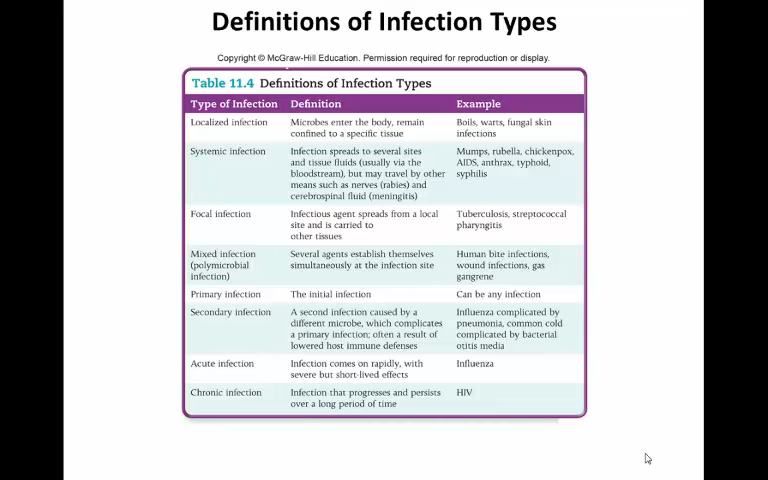 Definitions of Infection Types
Copyright © McGraw-Hill Education. Permission required for reproduction or display.
Table 11.4 Definitions of Infection Types
Type of Infection Definition Example
Localized infection Microbes enter the body, remain Boils, warts, fungal skin
confined to a specific tissue infections
Systemic infection Infection spreads to several sites Mumps, rubella, chickenpox,
and tissue fluids (usually via the AIDS, anthrax, typhoid,
bloodstream), but may travel by other syphilis
means such as nerves (rabies) and
cerebrospinal fluid (meningitis)
Focal infection Infectious agent spreads from a local Tuberculosis, streptococcal
site and is carried to pharyngitis
other tissues
Mixed infection Several agents establish themselves Human bite infections,
(polymicrobial simultaneously at the infection site wound infections, gas
infection) gangrene
Primary infection The initial infection Can be any infection
Secondary infection A second infection caused by a Influenza complicated by
different microbe, which complicates pneumonia, common cold
a primary infection; often a result of complicated by bacterial
lowered host immune defenses otitis media
Acute infection Infection comes on rapidly, with Influenza
severe but short-lived effects
Chronic infection Infection that progresses and persists HIV
over a long period of time